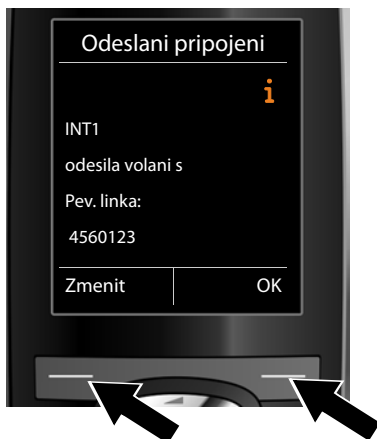 Odeslani pripojeni
i
INT1
odesila volani s
Pev. linka:
4560123
Zmenit OK